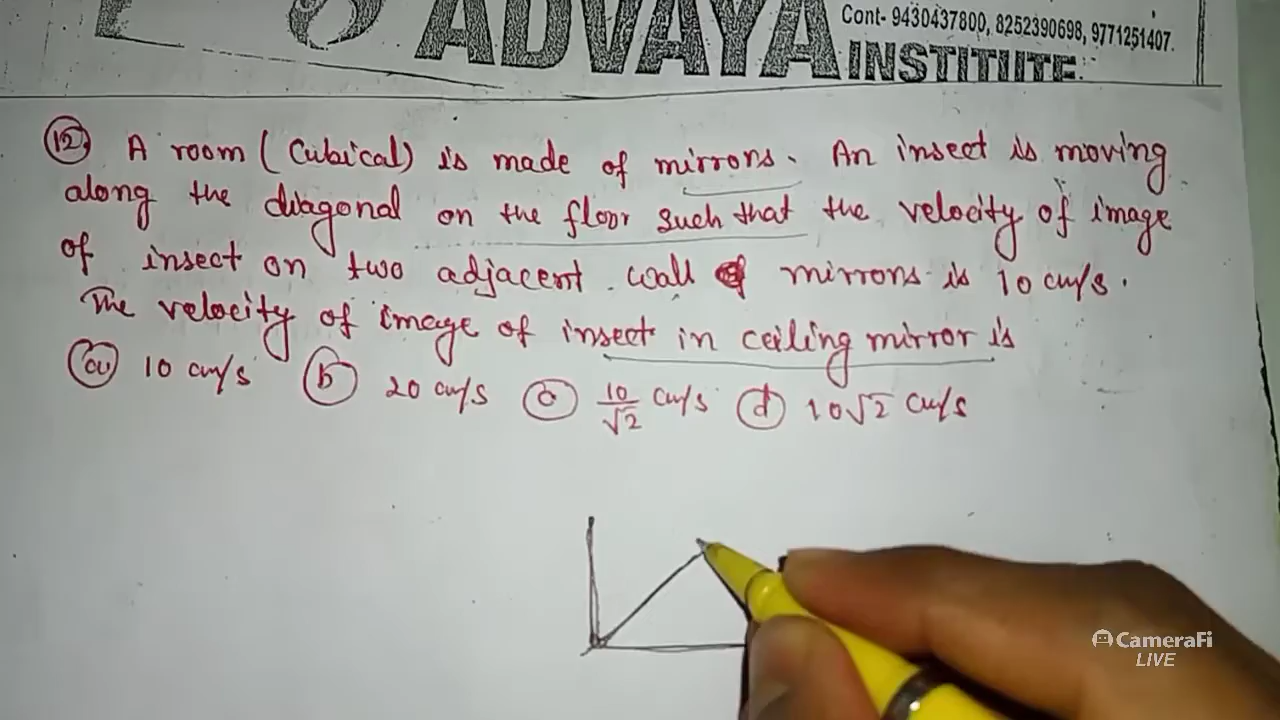 ADVAYA
Cont- 9430437800, 8252390698, 9771251407.
INSTITUTE
(12) A room (Cubical) is made of mirrors. An insect is moving
along the diagonal on the floor such that the velocity of image
of insect on two adjacent wall mirrors is 10 cm/s.
The velocity of image of insect in ceiling mirror is
(a) 10 cm/s (b) 20 cm/s (c) 10/√2 cm/s (d) 10√2 cm/s
CameraFi
LIVE